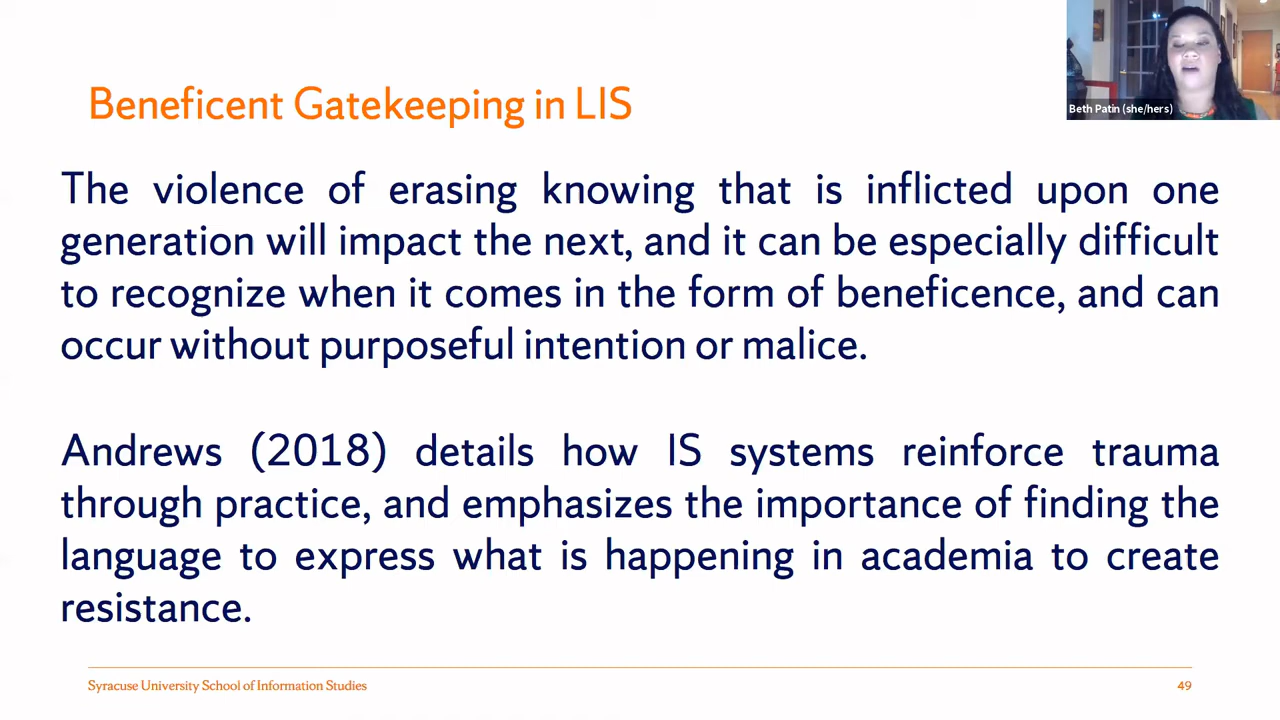 Beneficent Gatekeeping in LIS
Beth Patin (she/hers)
The violence of erasing knowing that is inflicted upon one
generation will impact the next, and it can be especially difficult
to recognize when it comes in the form of beneficence, and can
occur without purposeful intention or malice.
Andrews (2018) details how IS systems reinforce trauma
through practice, and emphasizes the importance of finding the
language to express what is happening in academia to create
resistance.
Syracuse University School of Information Studies
49